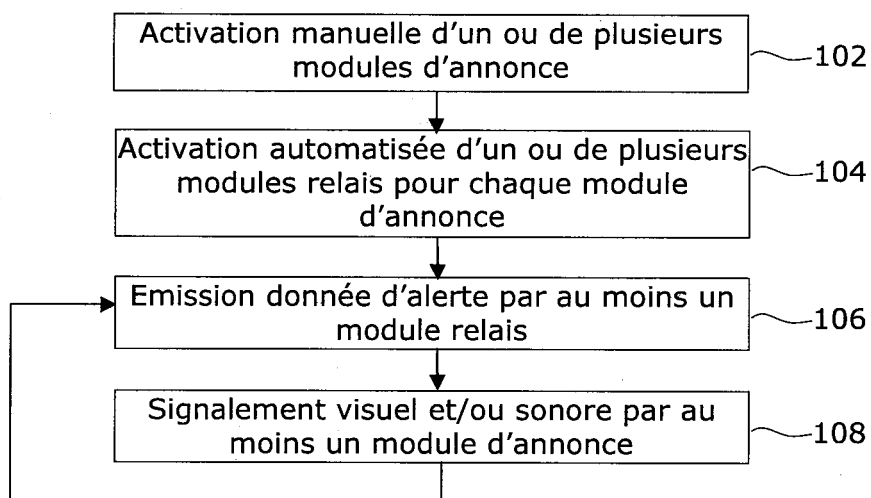 Activation manuelle d'un ou de plusieurs
modules d'annonce
102
Activation automatisée d'un ou de plusieurs
modules relais pour chaque module
d'annonce
104
Emission donnée d'alerte par au moins un
module relais
106
Signalement visuel et/ou sonore par au
moins un module d'annonce
108